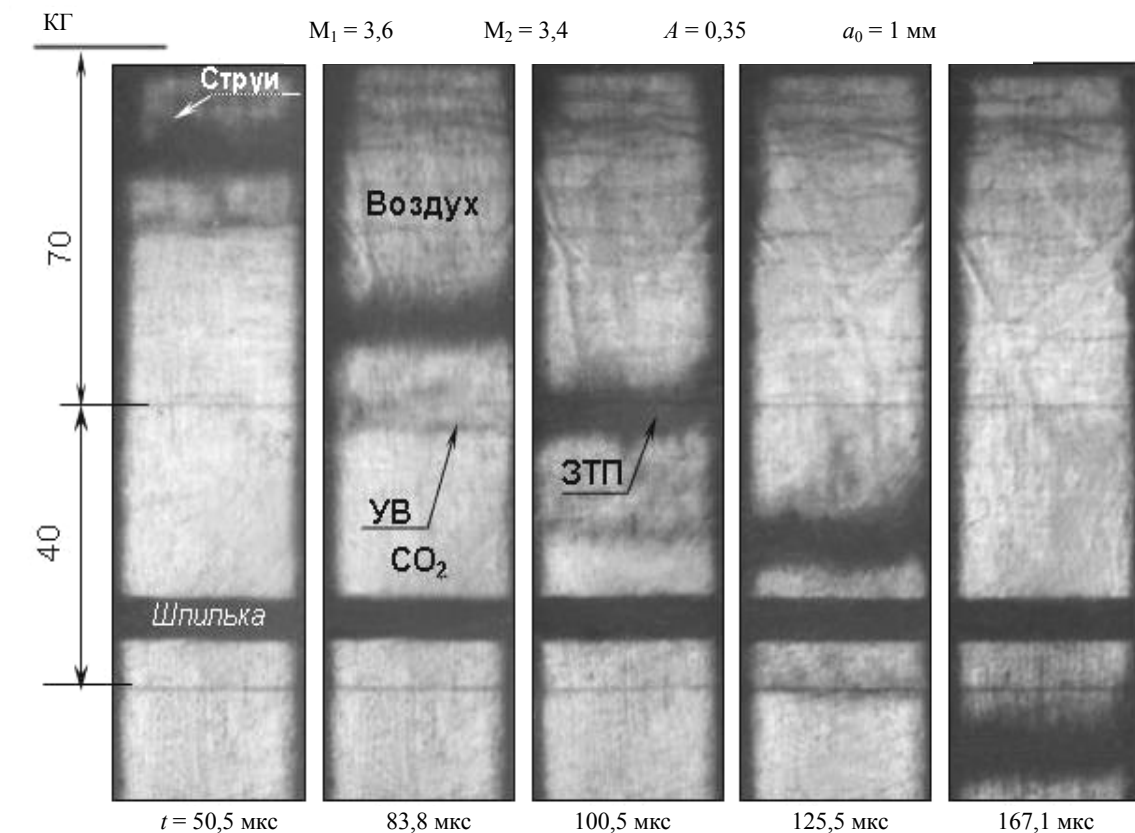 КГ
M₁ = 3,6 M₂ = 3,4 A = 0,35 a₀ = 1 мм
Струи
Воздух
70
ЗТП
УВ
CO₂
40
Шпилька
t = 50,5 мкс 83,8 мкс 100,5 мкс 125,5 мкс 167,1 мкс